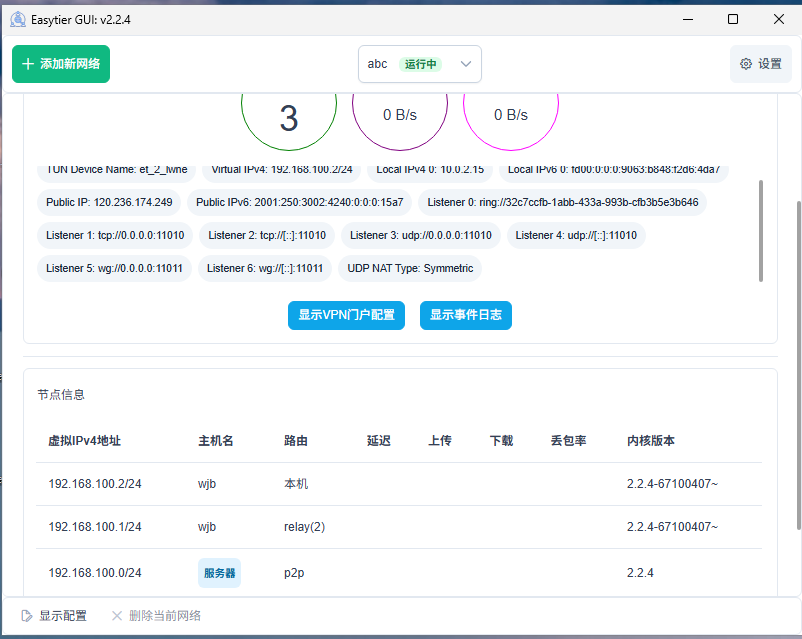 Easytier GUI: v2.2.4
添加新网络 abc 运行中 设置
3 0 B/s 0 B/s
TUN Device Name: et_2_lwne Virtual IPv4: 192.168.100.2/24 Local IPv4 0: 10.0.2.15 Local IPv6 0: fd00:0:0:0:9063:b848:f2d6:4da7
Public IP: 120.236.174.249 Public IPv6: 2001:250:3002:4240:0:0:0:15a7 Listener 0: ring://32c7ccfb-1abb-433a-993b-cfb3b5e3b646
Listener 1: tcp://0.0.0.0:11010 Listener 2: tcp://[::]:11010 Listener 3: udp://0.0.0.0:11010 Listener 4: udp://[::]:11010
Listener 5: wg://0.0.0.0:11011 Listener 6: wg://[::]:11011 UDP NAT Type: Symmetric
显示VPN门户配置 显示事件日志
节点信息
虚拟IPv4地址 主机名 路由 延迟 上传 下载 丢包率 内核版本
192.168.100.2/24 wjb 本机 2.2.4-67100407~
192.168.100.1/24 wjb relay(2) 2.2.4-67100407~
192.168.100.0/24 服务器 p2p 2.2.4
显示配置 删除当前网络